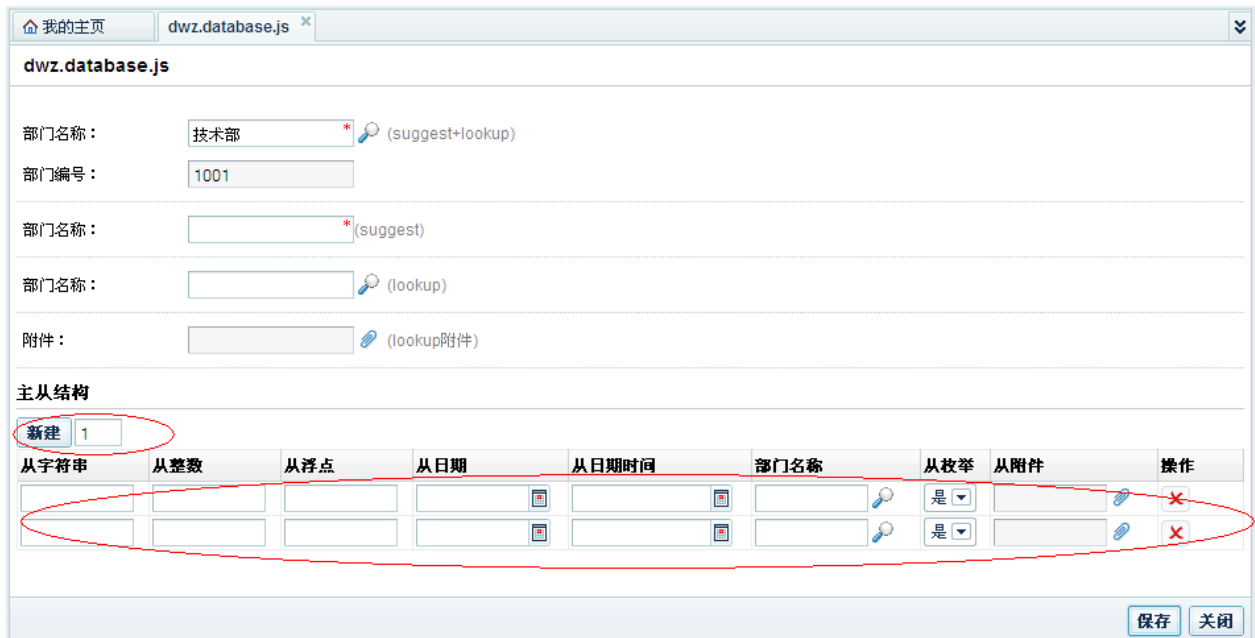 我的主页 dwz.database.js
dwz.database.js
部门名称： 技术部 * (suggest+lookup)
部门编号： 1001
部门名称： * (suggest)
部门名称： (lookup)
附件： (lookup附件)
主从结构
新建 1
从字符串 从整数 从浮点 从日期 从日期时间 部门名称 从枚举 从附件 操作
是
是
保存 关闭